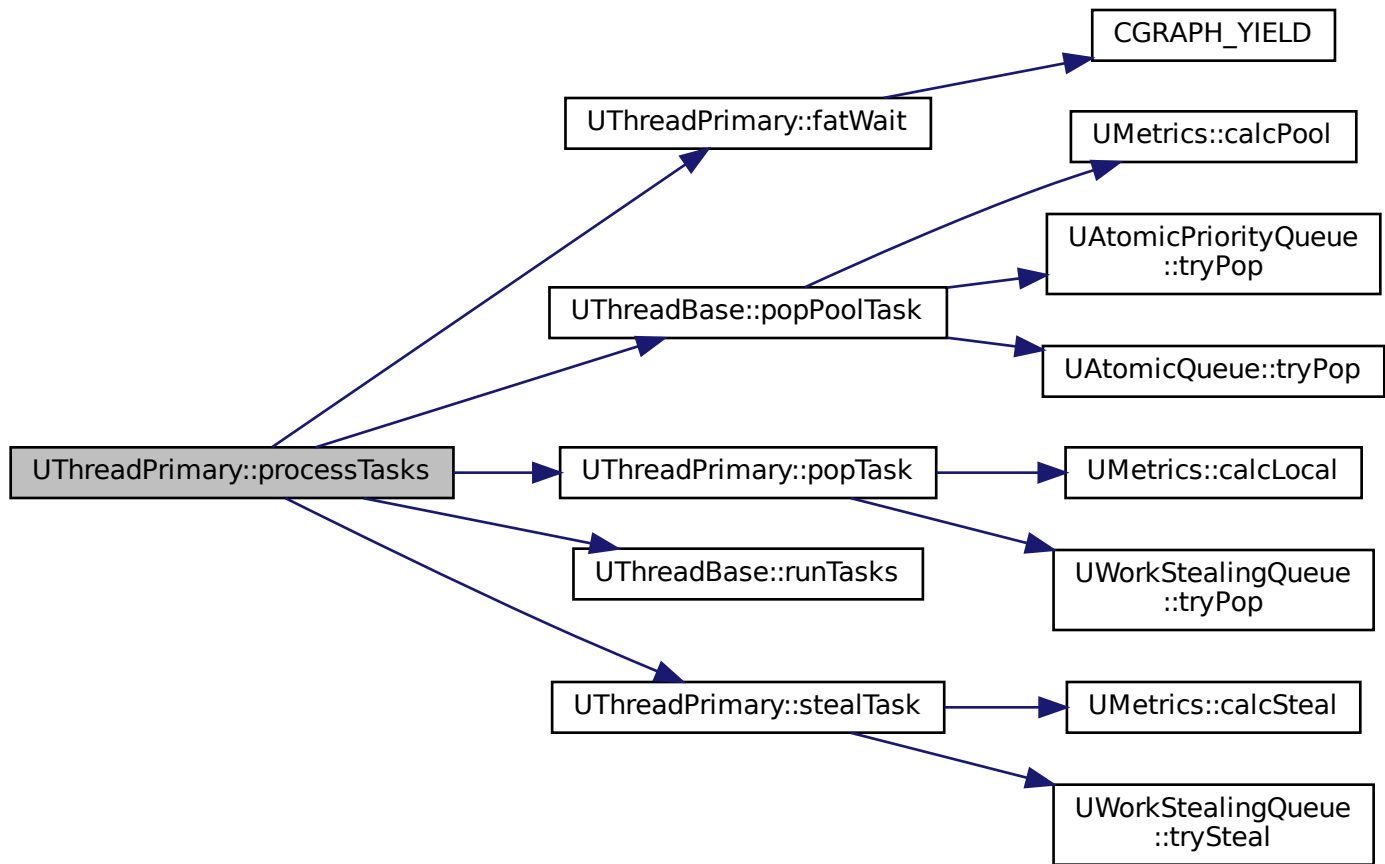 CGRAPH_YIELD
UThreadPrimary::fatWait
UMetrics::calcPool
UAtomicPriorityQueue
::tryPop
UThreadBase::popPoolTask
UAtomicQueue::tryPop
UThreadPrimary::processTasks
UThreadPrimary::popTask
UMetrics::calcLocal
UThreadBase::runTasks
UWorkStealingQueue
::tryPop
UThreadPrimary::stealTask
UMetrics::calcSteal
UWorkStealingQueue
::trySteal